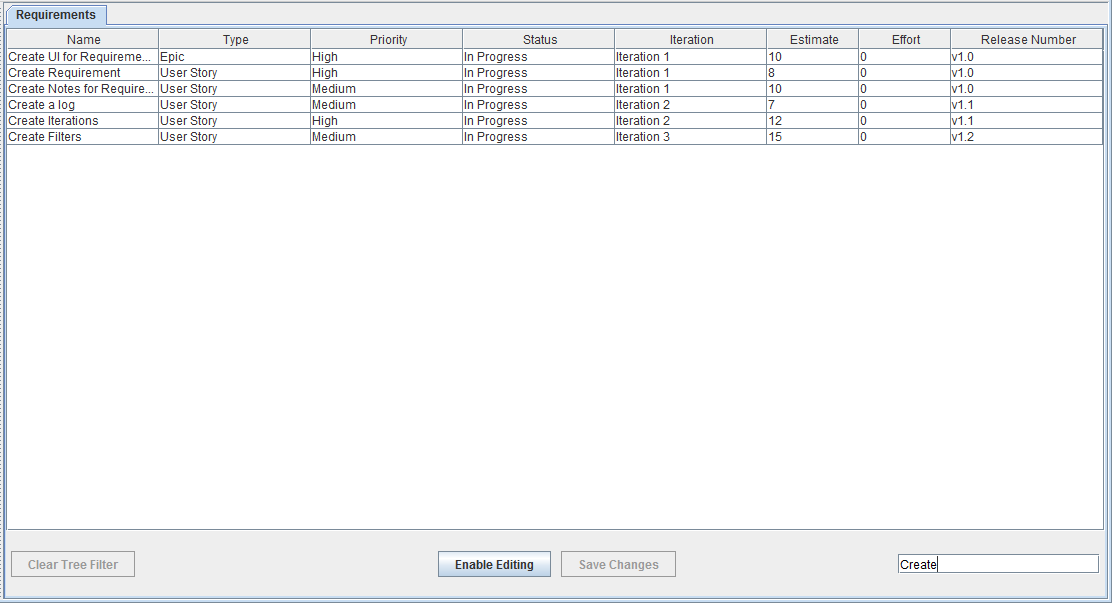 Requirements
Name Type Priority Status Iteration Estimate Effort Release Number
Create UI for Requireme... Epic High In Progress Iteration 1 10 0 v1.0
Create Requirement User Story High In Progress Iteration 1 8 0 v1.0
Create Notes for Require... User Story Medium In Progress Iteration 1 10 0 v1.0
Create a log User Story Medium In Progress Iteration 2 7 0 v1.1
Create Iterations User Story High In Progress Iteration 2 12 0 v1.1
Create Filters User Story Medium In Progress Iteration 3 15 0 v1.2
Clear Tree Filter Enable Editing Save Changes Create